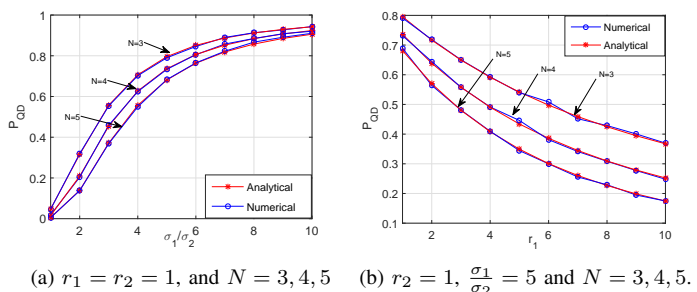 1
0.8
0.6
0.4
0.2
0
P_QD
N=3
N=4
N=5
Analytical
Numerical
2 4 6 8 10
σ_1/σ_2
0.8
0.7
0.6
0.5
0.4
0.3
0.2
0.1
P_QD
Numerical
Analytical
N=5
N=4
N=3
2 4 6 8 10
r_1
(a) r_1 = r_2 = 1, and N = 3, 4, 5
(b) r_2 = 1, σ_1/σ_2 = 5 and N = 3, 4, 5.